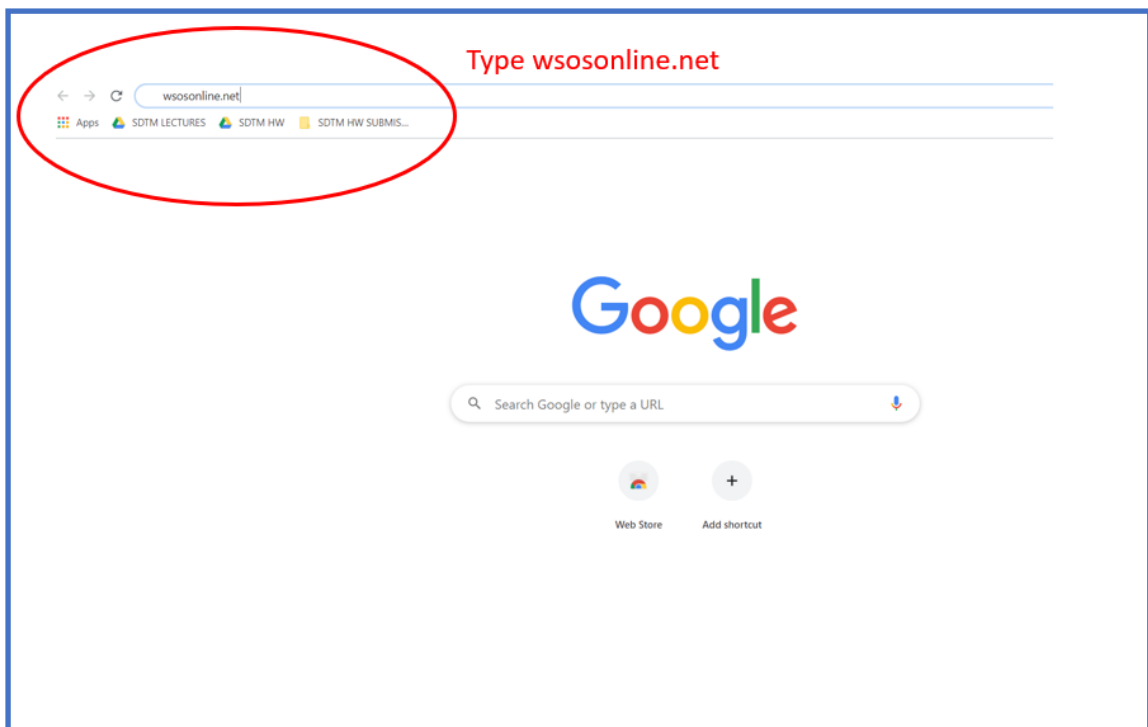 Type wsosonline.net
wsosonline.net
Apps SDTM LECTURES SDTM HW SDTM HW SUBMIS...
Google
Search Google or type a URL
Web Store Add shortcut